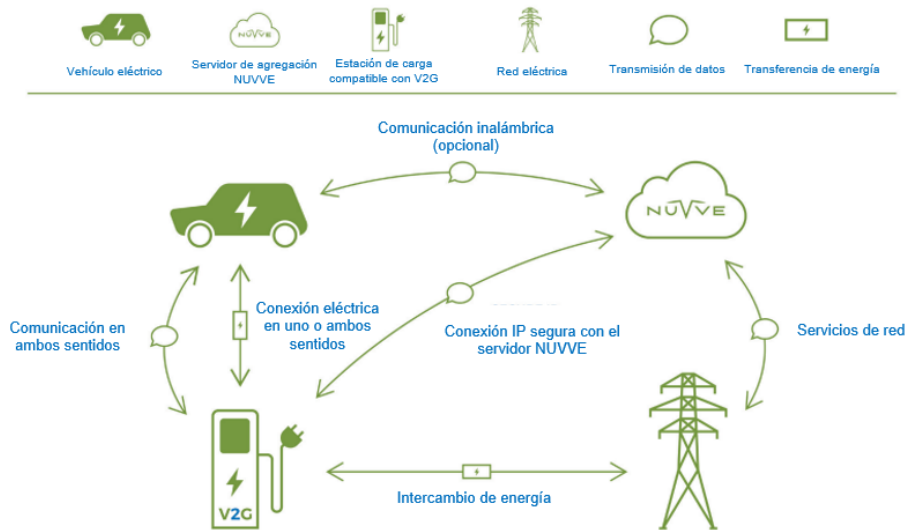 NUVVE
Vehículo eléctrico
Servidor de agregación
NUVVE
Estación de carga
compatible con V2G
Red eléctrica
Transmisión de datos
Transferencia de energía
Comunicación inalámbrica
(opcional)
NUVVE
Comunicación en
ambos sentidos
Conexión eléctrica
en uno o ambos
sentidos
Conexión IP segura con el
servidor NUVVE
Servicios de red
V2G
Intercambio de energía